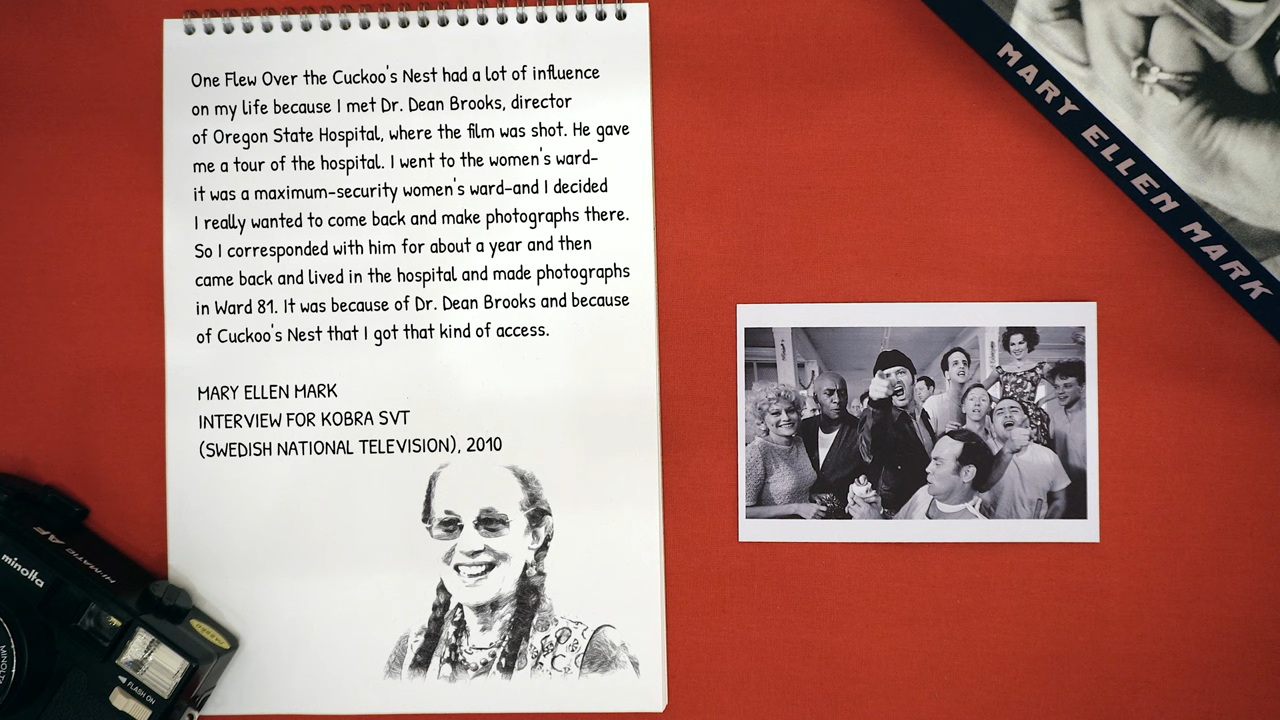 One Flew Over the Cuckoo's Nest had a lot of influence
on my life because I met Dr. Dean Brooks, director
of Oregon State Hospital, where the film was shot. He gave
me a tour of the hospital. I went to the women's ward-
it was a maximum-security women's ward-and I decided
I really wanted to come back and make photographs there.
So I corresponded with him for about a year and then
came back and lived in the hospital and made photographs
in Ward 81. It was because of Dr. Dean Brooks and because
of Cuckoo's Nest that I got that kind of access.
MARY ELLEN MARK
INTERVIEW FOR KOBRA SVT
(SWEDISH NATIONAL TELEVISION), 2010
MARY ELLEN MARK
HI-MATIC AF
minolta
MINOLTA
PASSED
FLASH ON